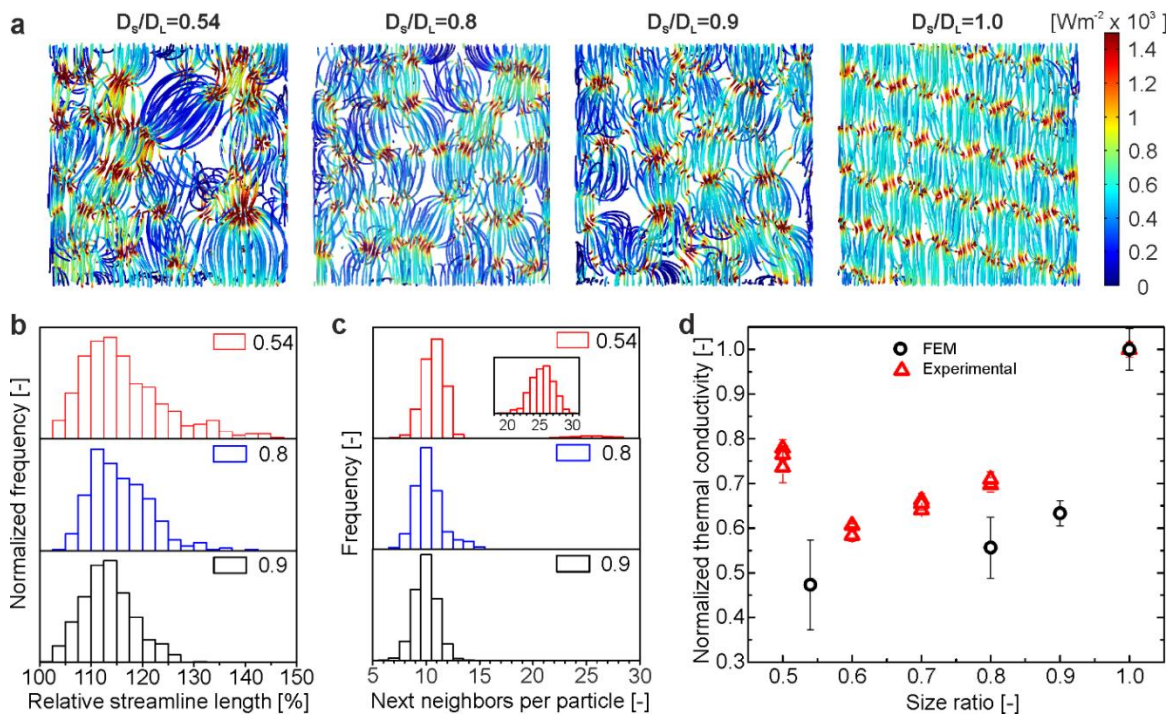 a
Ds/DL=0.54
Ds/DL=0.8
Ds/DL=0.9
Ds/DL=1.0
[Wm-2 x 10³]
1.4
1.2
1.0
0.8
0.6
0.4
0.2
0
b
Normalized frequency [-]
0.54
0.8
0.9
100 110 120 130 140 150
Relative streamline length [%]
c
Frequency [-]
0.54
20 25 30
0.8
0.9
5 10 15 20 25 30
Next neighbors per particle [-]
d
Normalized thermal conductivity [-]
FEM
Experimental
1.0
0.9
0.8
0.7
0.6
0.5
0.4
0.3
0.5 0.6 0.7 0.8 0.9 1.0
Size ratio [-]